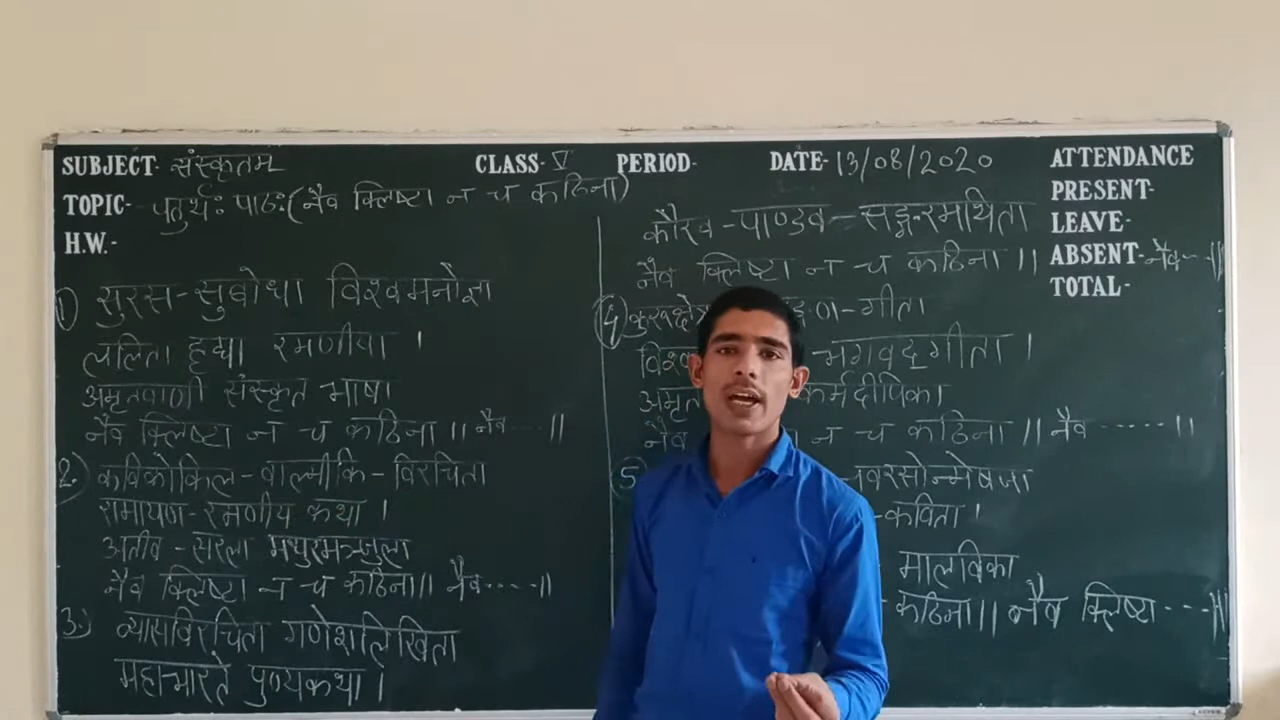 SUBJECT- संस्कृतम
CLASS- V
PERIOD-
DATE- 13/08/2020
TOPIC- चतुर्थः पाठः (नैव क्लिष्टा न च कठिना)
H.W.-
ATTENDANCE
PRESENT-
LEAVE-
ABSENT-
TOTAL-
1) सुरस-सुबोधा विश्वमनोज्ञा
ललिता हृद्या रमणीया ।
अमृतवाणी संस्कृत भाषा
नैव क्लिष्टा न च कठिना ॥ नैव ---- ॥
2.) कविकोकिल-वाल्मीकि-विरचिता
रामायण-रमणीय कथा ।
अतीव-सरला मधुरमञ्जुला
नैव क्लिष्टा न च कठिना ॥ नैव ---- ॥
3.) व्यासविरचिता गणेशलिखिता
महाभारते पुण्यकथा ।
कौरव-पाण्डव-सङ्गरमथिता
नैव क्लिष्टा न च कठिना ॥ नैव -- ॥
4) कुरुक्षेत्र ङ्गण-गीता
विश्व भगवद्गीता ।
अमृत कर्मदीपिका
नैव न च कठिना ॥ नैव ----- ॥
5) नवरसोन्मेषजा
-कविता ।
मालविका
कठिना ॥ नैव क्लिष्टा --- ॥